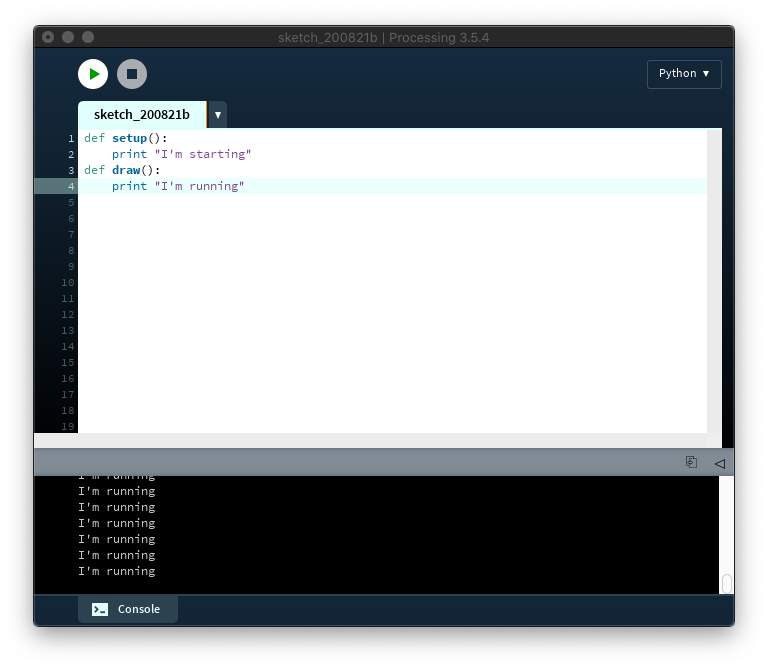 sketch_200821b | Processing 3.5.4
Python ▾
sketch_200821b ▾
1 def setup():
2     print "I'm starting"
3 def draw():
4     print "I'm running"
5
6
7
8
9
10
11
12
13
14
15
16
17
18
19
I'm running
I'm running
I'm running
I'm running
I'm running
I'm running
I'm running
Console